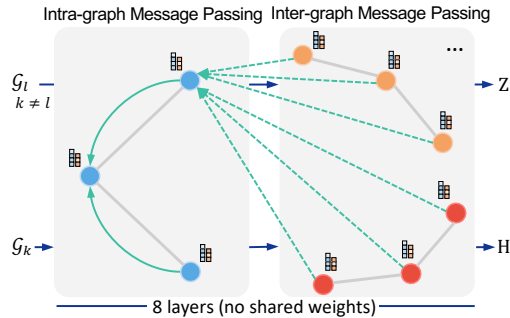 Intra-graph Message Passing
Inter-graph Message Passing
...
𝒢l
k ≠ l
Z
𝒢k
H
8 layers (no shared weights)